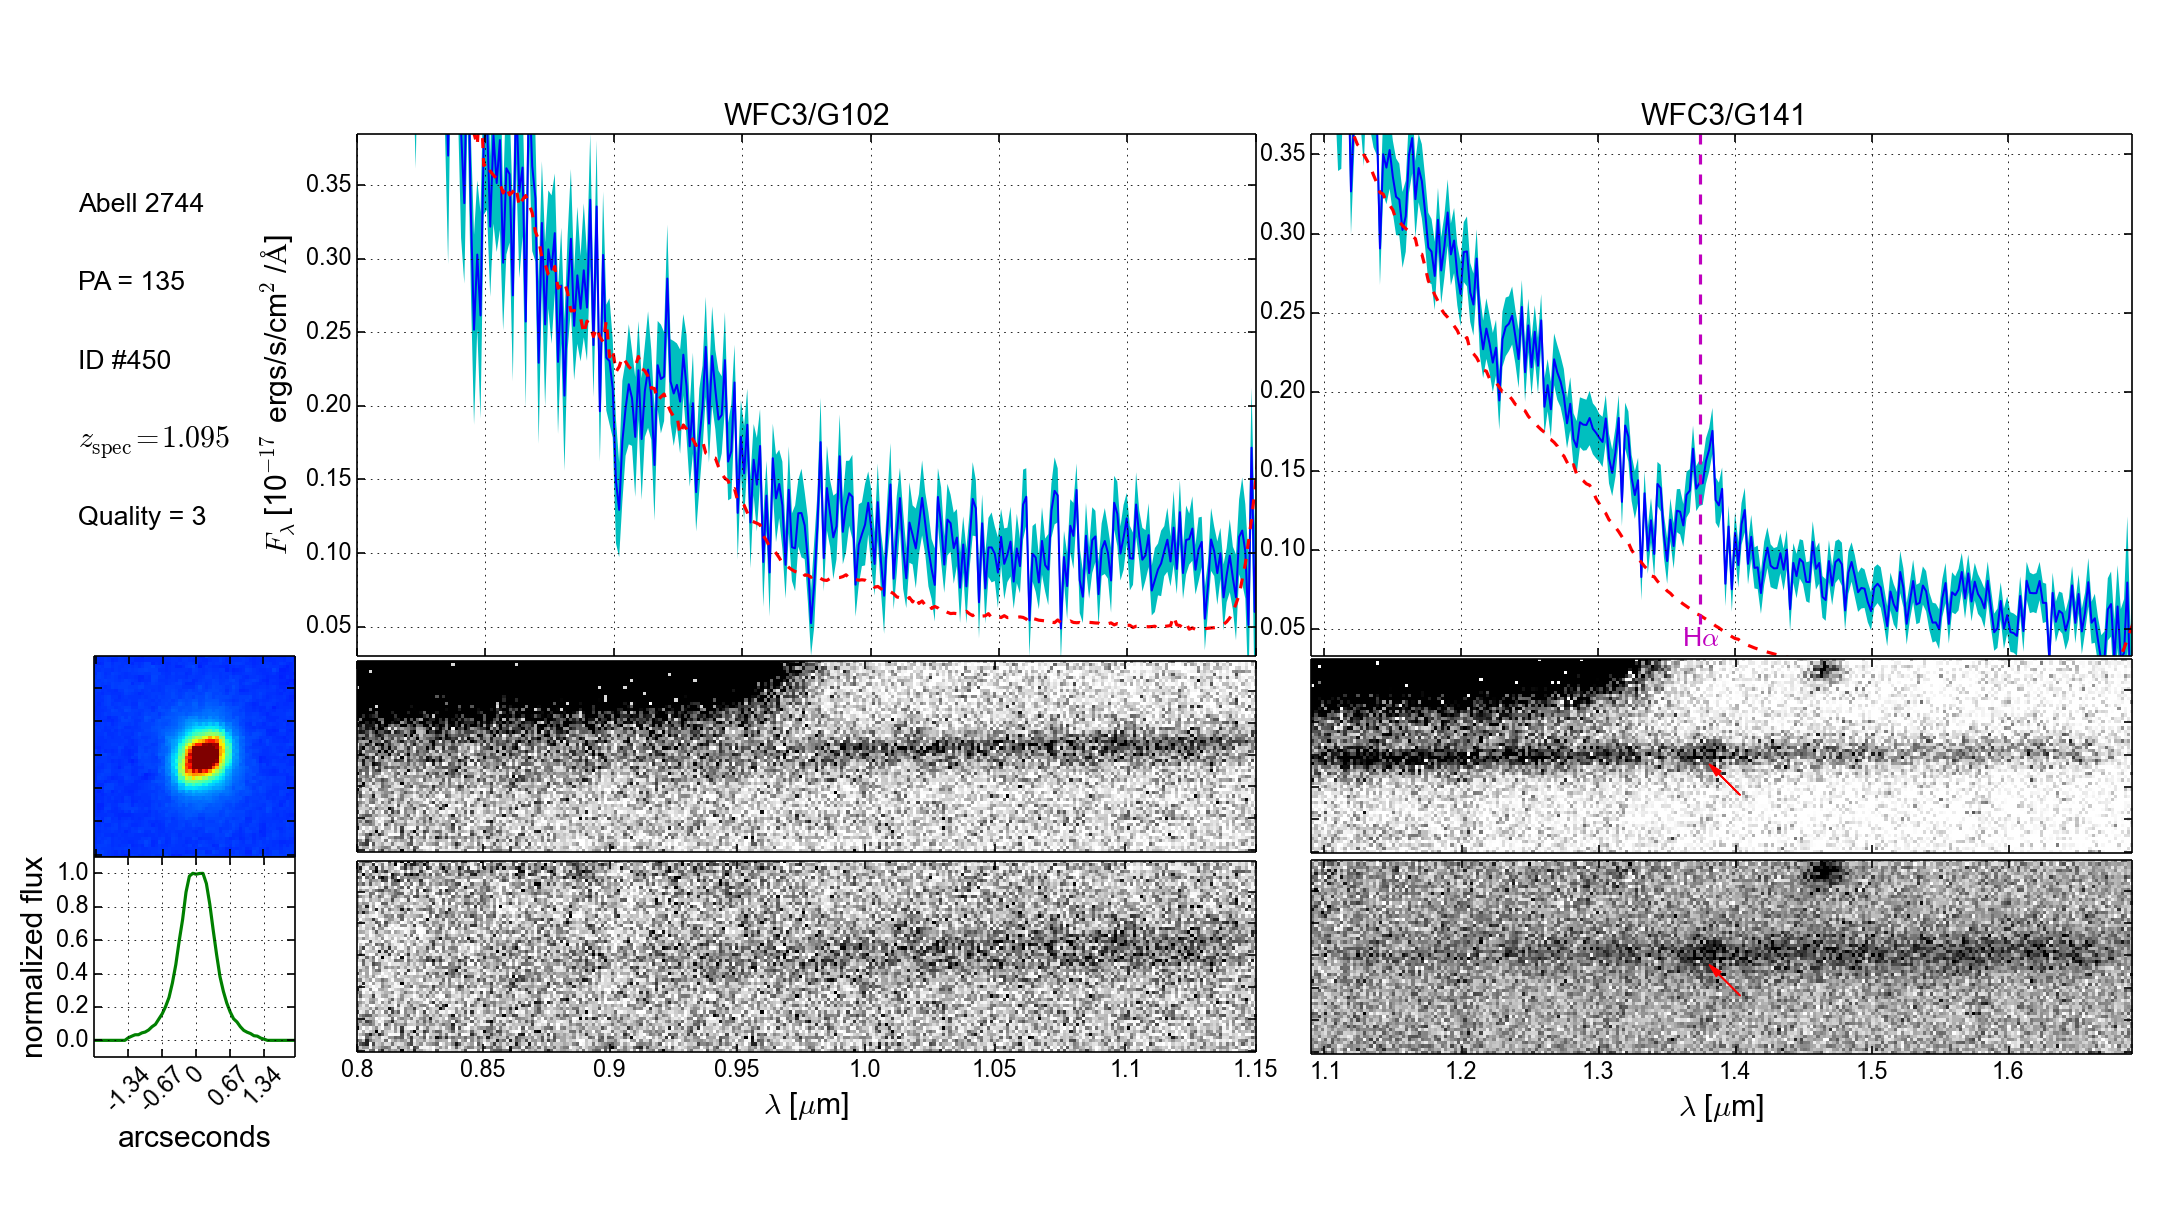 WFC3/G102
WFC3/G141
Abell 2744
PA = 135
ID #450
z_spec = 1.095
Quality = 3
F_λ [10^−17 ergs/s/cm^2 /Å]
0.35
0.30
0.25
0.20
0.15
0.10
0.05
0.35
0.30
0.25
0.20
0.15
0.10
0.05
Hα
normalized flux
1.0
0.8
0.6
0.4
0.2
0.0
-1.34 -0.67 0 0.67 1.34
arcseconds
0.8 0.85 0.9 0.95 1.0 1.05 1.1 1.15
λ [μm]
1.1 1.2 1.3 1.4 1.5 1.6
λ [μm]